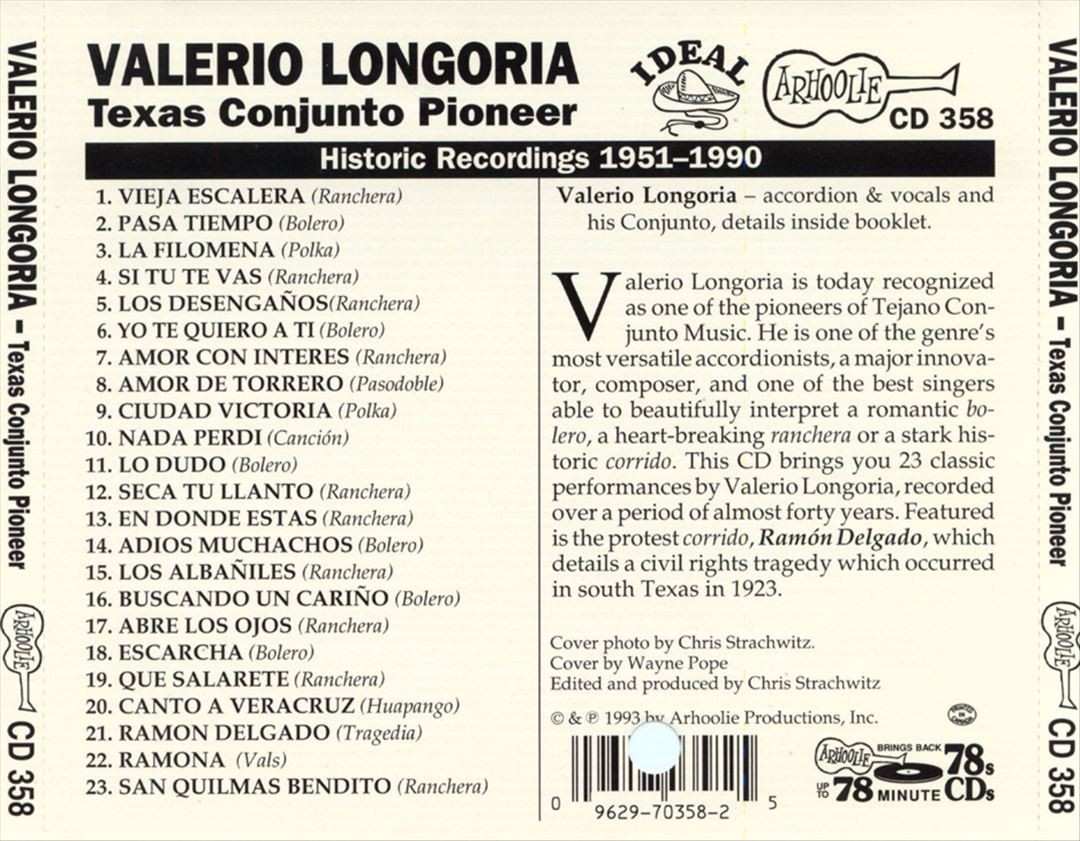 VALERIO LONGORIA
Texas Conjunto Pioneer
IDEAL
ARHOOLIE
CD 358
Historic Recordings 1951–1990
1. VIEJA ESCALERA (Ranchera)
2. PASA TIEMPO (Bolero)
3. LA FILOMENA (Polka)
4. SI TU TE VAS (Ranchera)
5. LOS DESENGAÑOS(Ranchera)
6. YO TE QUIERO A TI (Bolero)
7. AMOR CON INTERES (Ranchera)
8. AMOR DE TORRERO (Pasodoble)
9. CIUDAD VICTORIA (Polka)
10. NADA PERDI (Canción)
11. LO DUDO (Bolero)
12. SECA TU LLANTO (Ranchera)
13. EN DONDE ESTAS (Ranchera)
14. ADIOS MUCHACHOS (Bolero)
15. LOS ALBAÑILES (Ranchera)
16. BUSCANDO UN CARIÑO (Bolero)
17. ABRE LOS OJOS (Ranchera)
18. ESCARCHA (Bolero)
19. QUE SALARETE (Ranchera)
20. CANTO A VERACRUZ (Huapango)
21. RAMON DELGADO (Tragedia)
22. RAMONA (Vals)
23. SAN QUILMAS BENDITO (Ranchera)
Valerio Longoria – accordion & vocals and
his Conjunto, details inside booklet.
Valerio Longoria is today recognized
as one of the pioneers of Tejano Con-
junto Music. He is one of the genre's
most versatile accordionists, a major innova-
tor, composer, and one of the best singers
able to beautifully interpret a romantic bo-
lero, a heart-breaking ranchera or a stark his-
toric corrido. This CD brings you 23 classic
performances by Valerio Longoria, recorded
over a period of almost forty years. Featured
is the protest corrido, Ramón Delgado, which
details a civil rights tragedy which occurred
in south Texas in 1923.
Cover photo by Chris Strachwitz.
Cover by Wayne Pope
Edited and produced by Chris Strachwitz
© & ℗ 1993 by Arhoolie Productions, Inc.
PRINTED IN CANADA
0 9629-70358-2 5
ARHOOLIE BRINGS BACK 78s
UP TO 78 MINUTE CDs
VALERIO LONGORIA – Texas Conjunto Pioneer ARHOOLIE CD 358
VALERIO LONGORIA – Texas Conjunto Pioneer ARHOOLIE CD 358